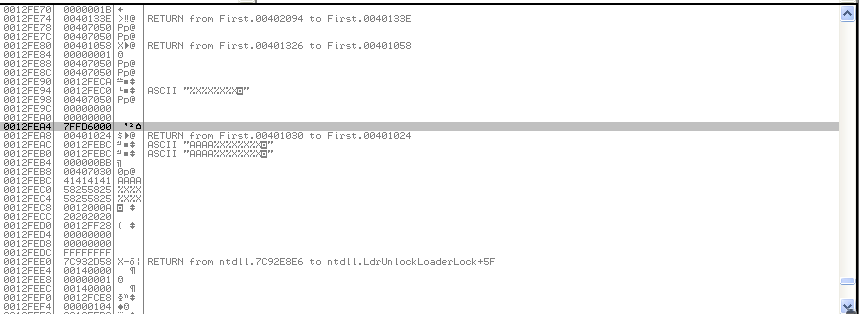 0012FE70 0000001B ←
0012FE74 0040133E >‼@ RETURN from First.00402094 to First.0040133E
0012FE78 00407050 Pp@
0012FE7C 00407050 Pp@
0012FE80 00401058 X►@ RETURN from First.00401326 to First.00401058
0012FE84 00000001 ☺
0012FE88 00407050 Pp@
0012FE8C 00407050 Pp@
0012FE90 0012FECA
0012FE94 0012FEC0 ASCII "%X%X%X%X◙"
0012FE98 00407050 Pp@
0012FE9C 00000000
0012FEA0 00000000
0012FEA4 7FFD6000
0012FEA8 00401024 $►@ RETURN from First.00401030 to First.00401024
0012FEAC 0012FEBC ASCII "AAAA%X%X%X%X◙"
0012FEB0 0012FEBC ASCII "AAAA%X%X%X%X◙"
0012FEB4 000000BB ╗
0012FEB8 00407030 0p@
0012FEBC 41414141 AAAA
0012FEC0 58255825 %X%X
0012FEC4 58255825 %X%X
0012FEC8 0012000A ◙ ↕
0012FECC 20202020
0012FED0 0012FF28 ( ↕
0012FED4 00000000
0012FED8 00000000
0012FEDC FFFFFFFF
0012FEE0 7C932D58 RETURN from ntdll.7C92E8E6 to ntdll.LdrUnlockLoaderLock+5F
0012FEE4 00140000 ¶
0012FEE8 00000001 ☺
0012FEEC 00140000 ¶
0012FEF0 0012FCE8
0012FEF4 00000104 ♦☺